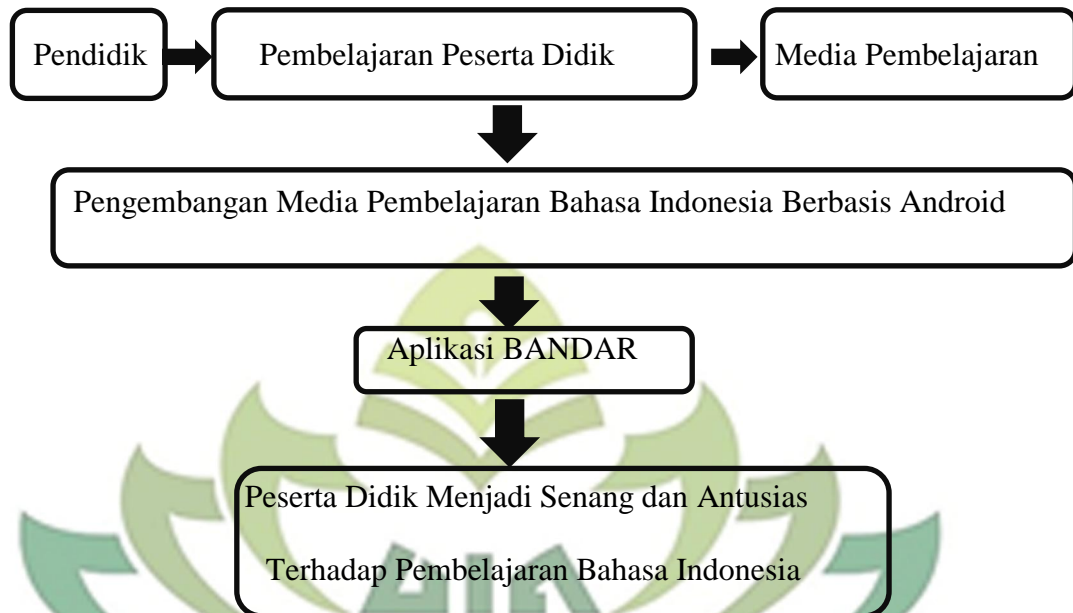 Pendidik
Pembelajaran Peserta Didik
Media Pembelajaran
Pengembangan Media Pembelajaran Bahasa Indonesia Berbasis Android
Aplikasi BANDAR
Peserta Didik Menjadi Senang dan Antusias
Terhadap Pembelajaran Bahasa Indonesia